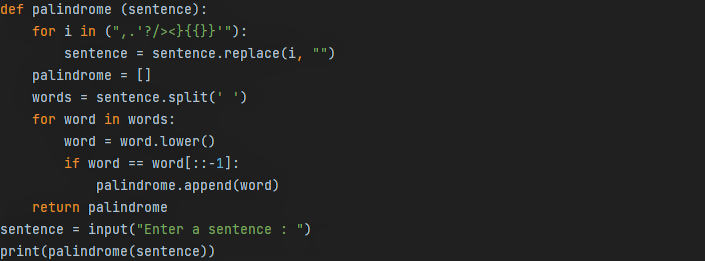 def palindrome (sentence):
    for i in (",.'?/><}{{}}'"):
        sentence = sentence.replace(i, "")
    palindrome = []
    words = sentence.split(' ')
    for word in words:
        word = word.lower()
        if word == word[::-1]:
            palindrome.append(word)
    return palindrome
sentence = input("Enter a sentence : ")
print(palindrome(sentence))